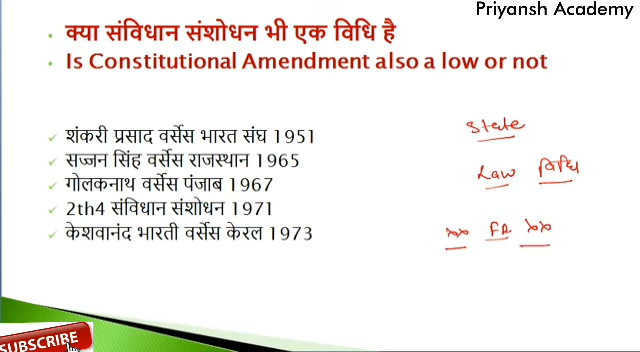 Priyansh Academy
क्या संविधान संशोधन भी एक विधि है
Is Constitutional Amendment also a low or not
शंकरी प्रसाद वर्सेस भारत संघ 1951
सज्जन सिंह वर्सेस राजस्थान 1965
गोलकनाथ वर्सेस पंजाब 1967
2th4 संविधान संशोधन 1971
केशवानंद भारती वर्सेस केरल 1973
State
Law विधि
FR
SUBSCRIBE